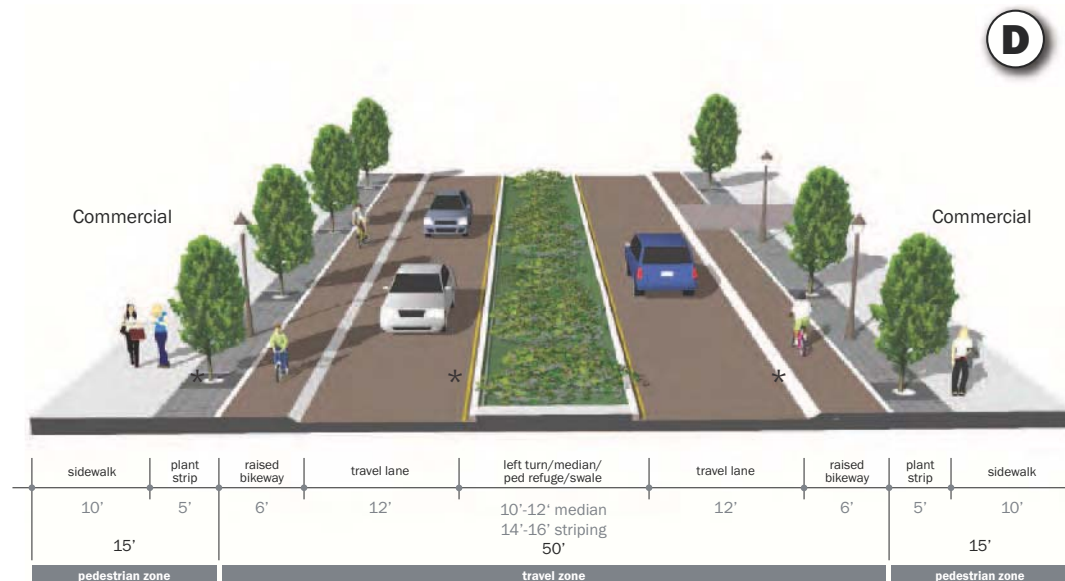 D
Commercial
Commercial
*
*
*
sidewalk
plant
strip
raised
bikeway
travel lane
left turn/median/
ped refuge/swale
travel lane
raised
bikeway
plant
strip
sidewalk
10’
5’
6’
12’
10’-12‘ median
14’-16’ striping
12’
6’
5’
10’
15’
50’
15’
pedestrian zone
travel zone
pedestrian zone